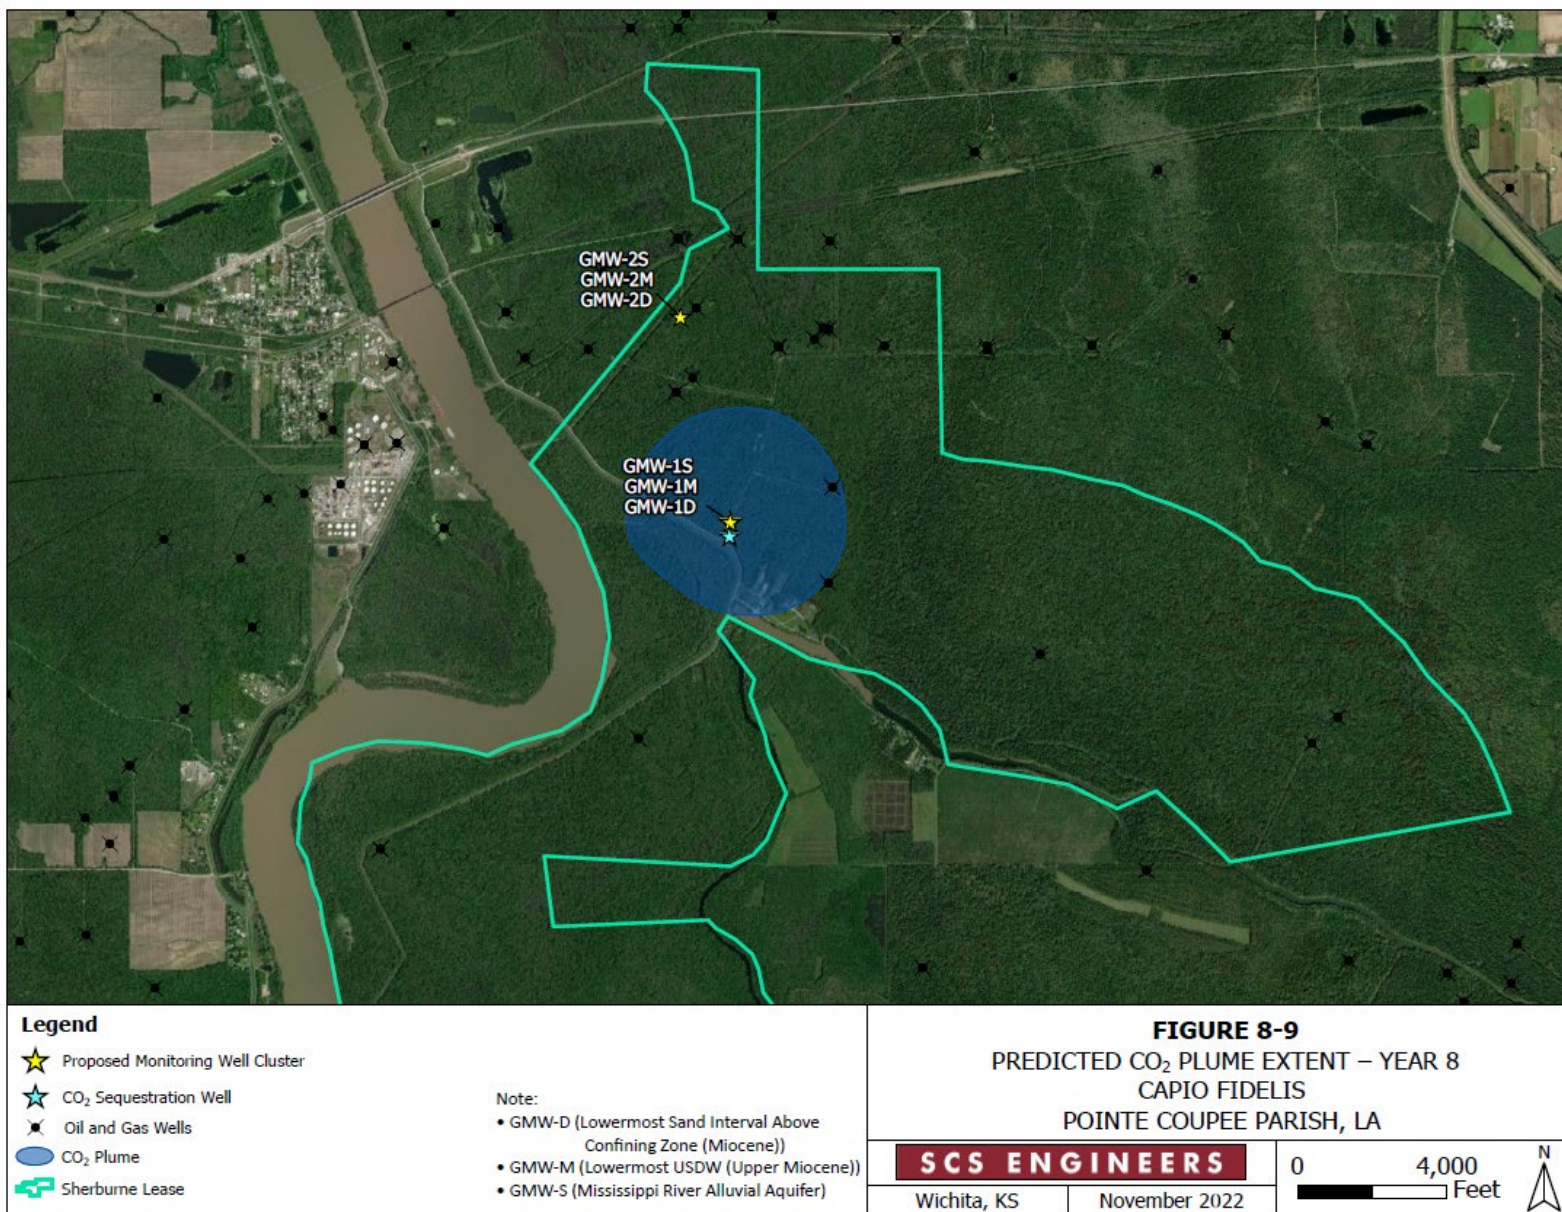 GMW-2S
GMW-2M
GMW-2D
GMW-1S
GMW-1M
GMW-1D
Legend
Proposed Monitoring Well Cluster
CO₂ Sequestration Well
Oil and Gas Wells
CO₂ Plume
Sherburne Lease
Note:
• GMW-D (Lowermost Sand Interval Above
Confining Zone (Miocene))
• GMW-M (Lowermost USDW (Upper Miocene))
• GMW-S (Mississippi River Alluvial Aquifer)
FIGURE 8-9
PREDICTED CO₂ PLUME EXTENT – YEAR 8
CAPIO FIDELIS
POINTE COUPEE PARISH, LA
SCS ENGINEERS
Wichita, KS
November 2022
0 4,000
Feet
N